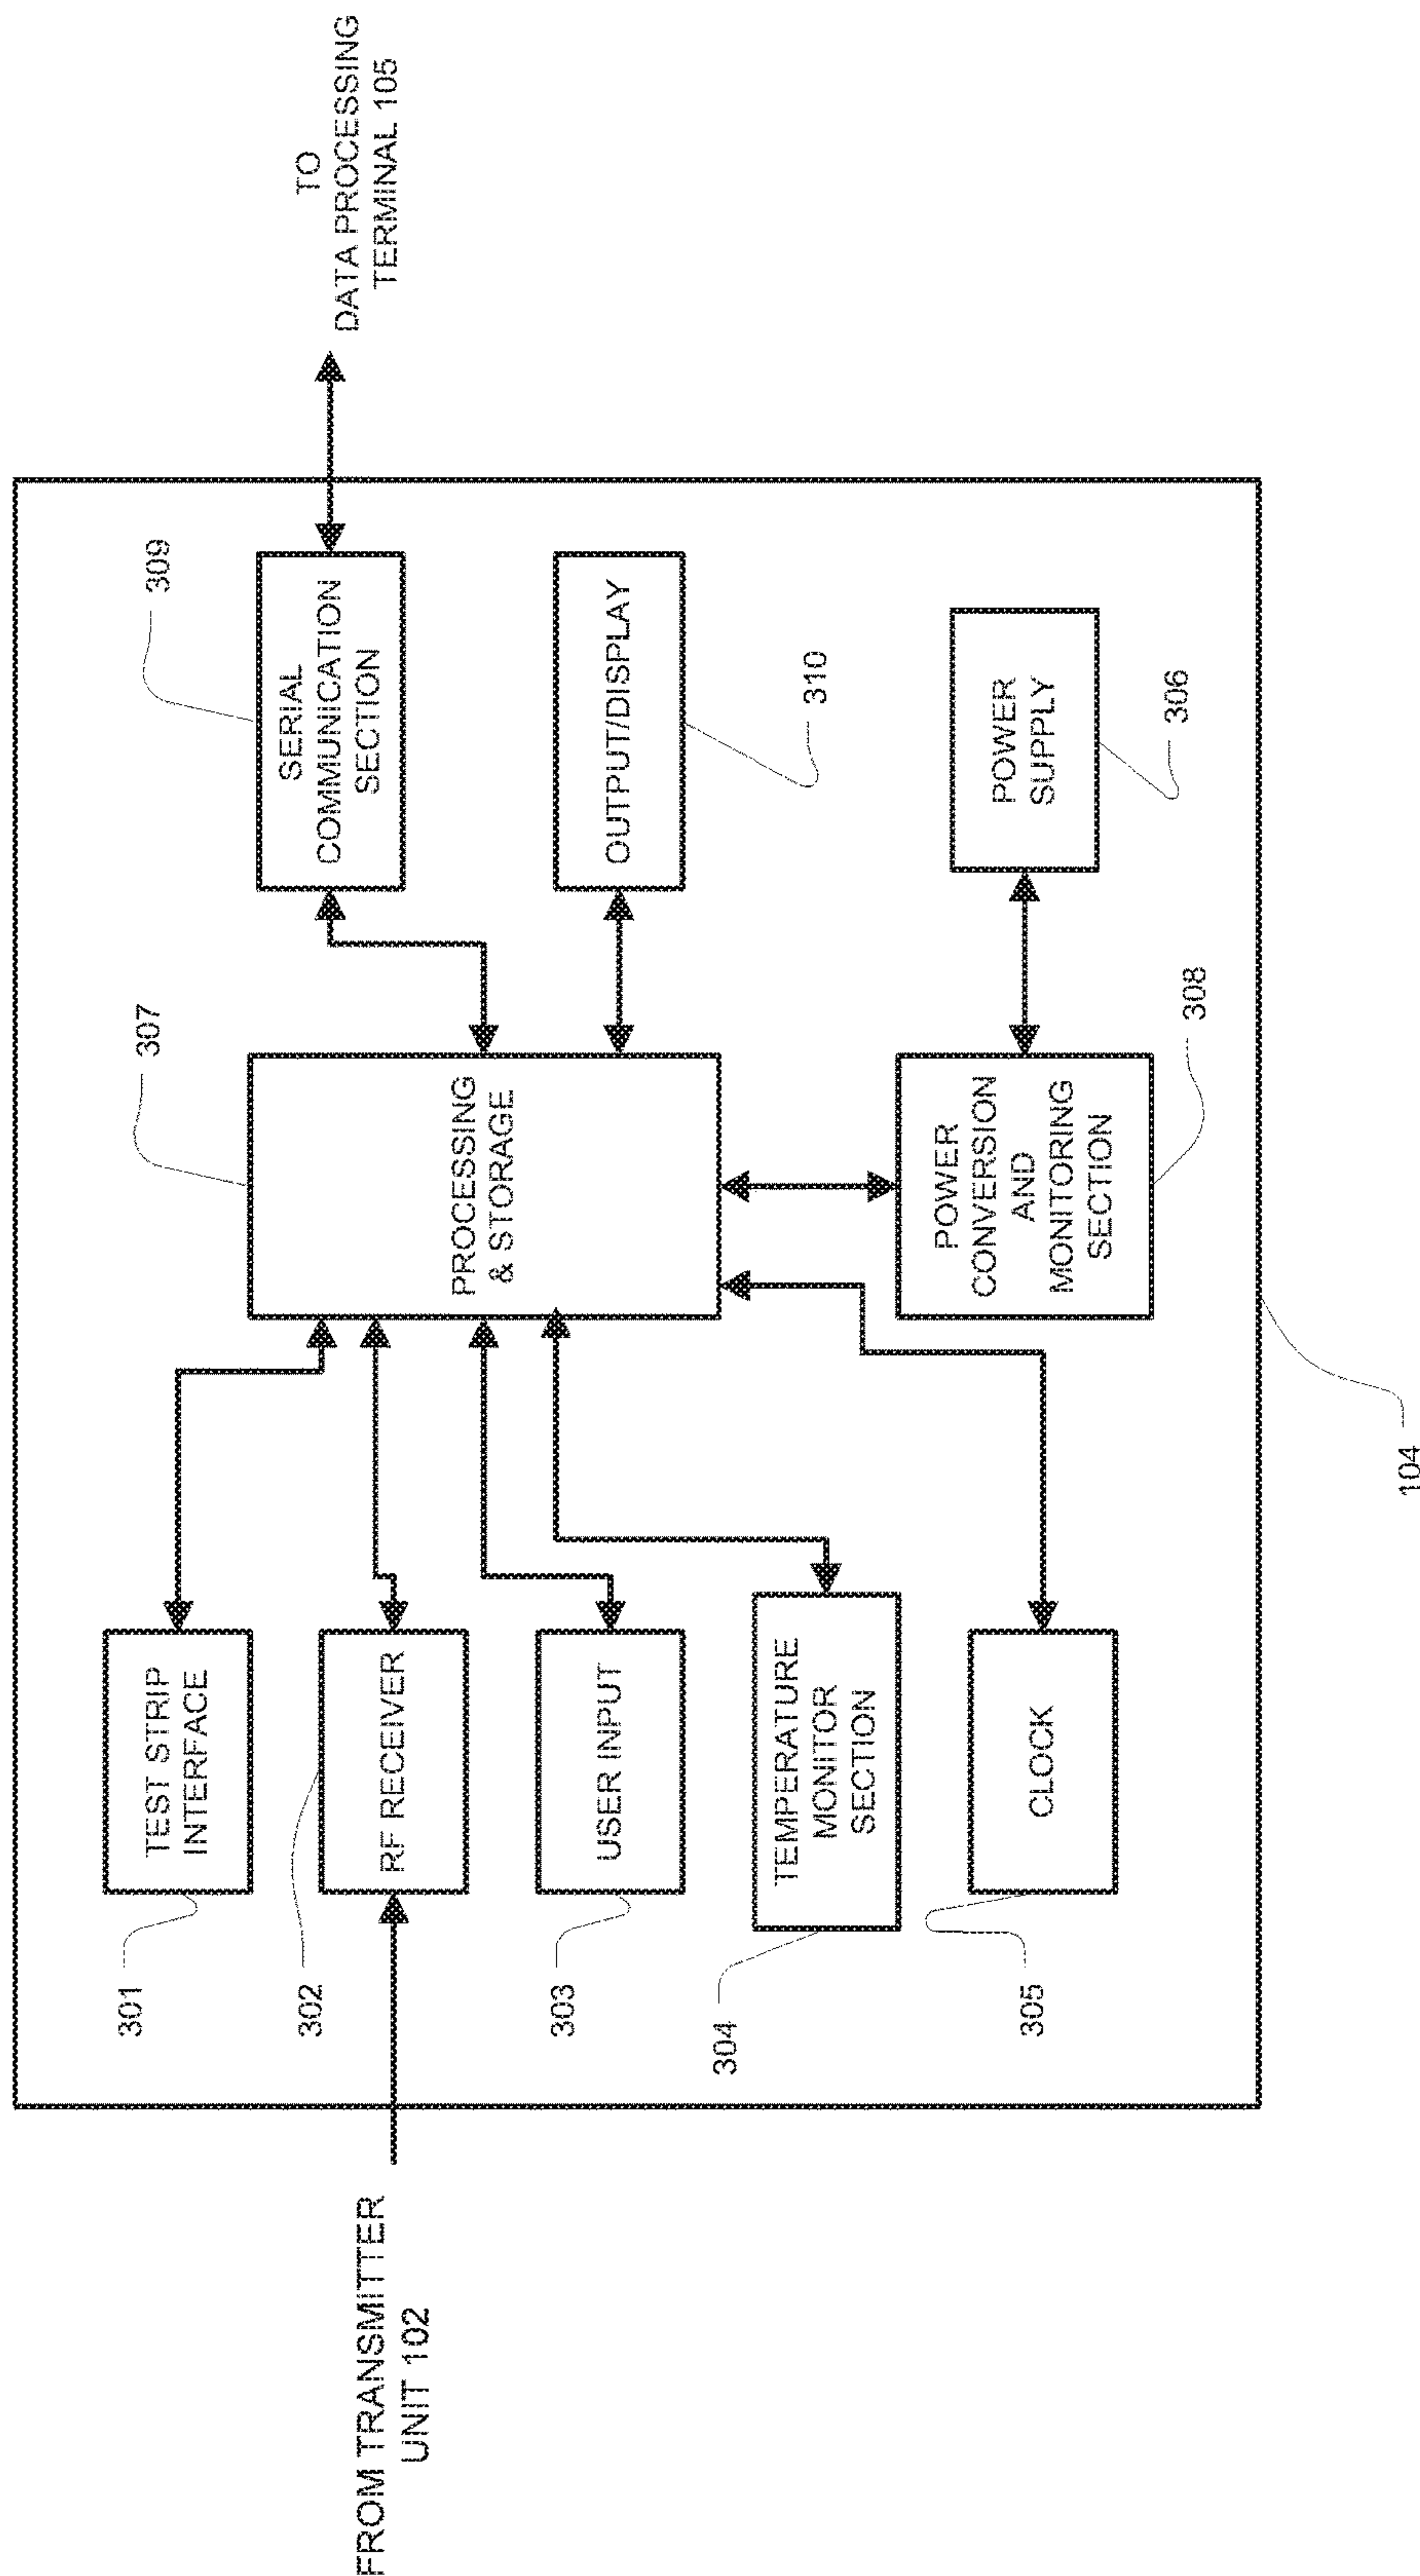 FROM TRANSMITTER
UNIT 102
301
TEST STRIP
INTERFACE
302
RF RECEIVER
303
USER INPUT
304
TEMPERATURE
MONITOR
SECTION
305
CLOCK
307
PROCESSING
& STORAGE
308
POWER
CONVERSION
AND
MONITORING
SECTION
309
SERIAL
COMMUNICATION
SECTION
OUTPUT/DISPLAY
310
POWER
SUPPLY
306
TO
DATA PROCESSING
TERMINAL 105
104